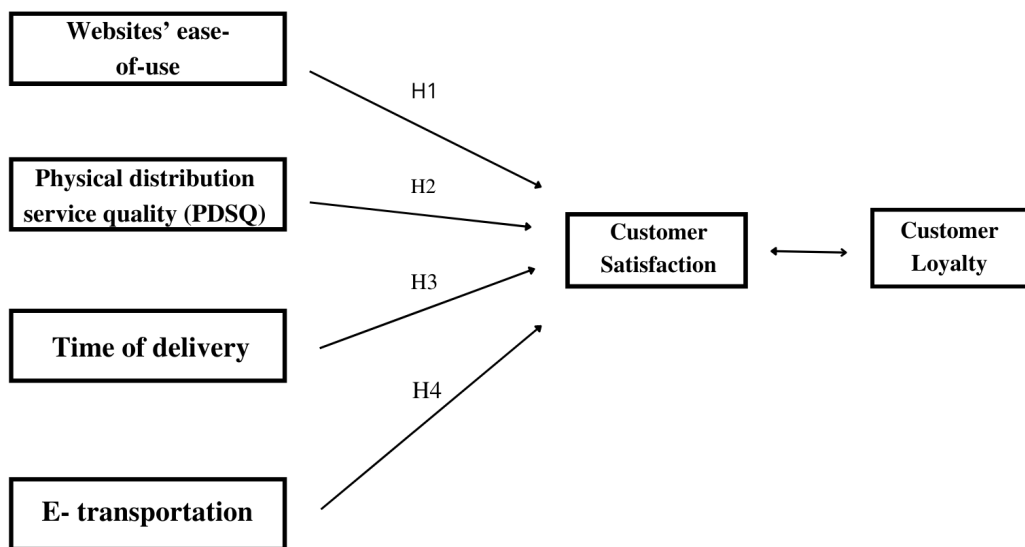 Websites’ ease-
of-use
H1
Physical distribution
service quality (PDSQ)
H2
Time of delivery
H3
E- transportation
H4
Customer
Satisfaction
Customer
Loyalty